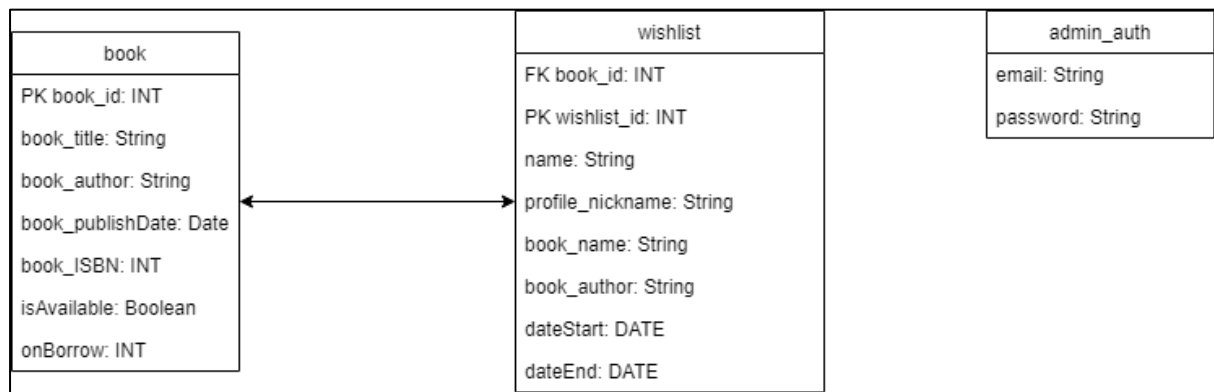 book
PK book_id: INT
book_title: String
book_author: String
book_publishDate: Date
book_ISBN: INT
isAvailable: Boolean
onBorrow: INT
wishlist
FK book_id: INT
PK wishlist_id: INT
name: String
profile_nickname: String
book_name: String
book_author: String
dateStart: DATE
dateEnd: DATE
admin_auth
email: String
password: String